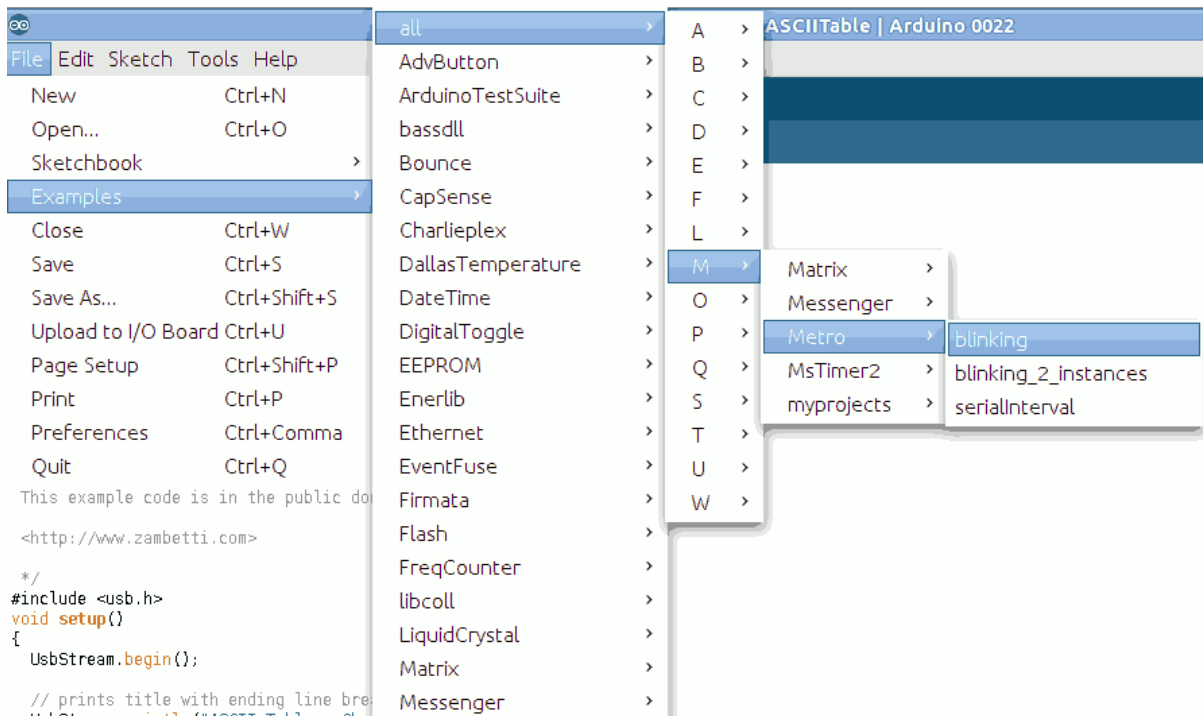 ASCIITable | Arduino 0022
File Edit Sketch Tools Help
New Ctrl+N
Open... Ctrl+O
Sketchbook
Examples
Close Ctrl+W
Save Ctrl+S
Save As... Ctrl+Shift+S
Upload to I/O Board Ctrl+U
Page Setup Ctrl+Shift+P
Print Ctrl+P
Preferences Ctrl+Comma
Quit Ctrl+Q
This example code is in the public do
<http://www.zambetti.com>
*/
#include <usb.h>
void setup()
{
UsbStream.begin();
// prints title with ending line bre
all
AdvButton
ArduinoTestSuite
bassdll
Bounce
CapSense
Charlieplex
DallasTemperature
DateTime
DigitalToggle
EEPROM
Enerlib
Ethernet
EventFuse
Firmata
Flash
FreqCounter
libcoll
LiquidCrystal
Matrix
Messenger
A
B
C
D
E
F
L
M
O
P
Q
S
T
U
W
Matrix
Messenger
Metro
MsTimer2
myprojects
blinking
blinking_2_instances
serialInterval